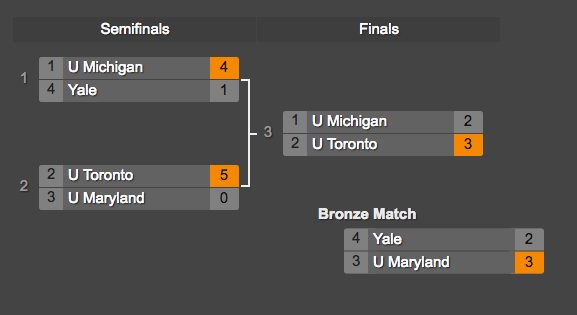 Semifinals Finals
1 U Michigan 4
1
4 Yale 1
1 U Michigan 2
3
2 U Toronto 3
2 U Toronto 5
2
3 U Maryland 0
Bronze Match
4 Yale 2
3 U Maryland 3